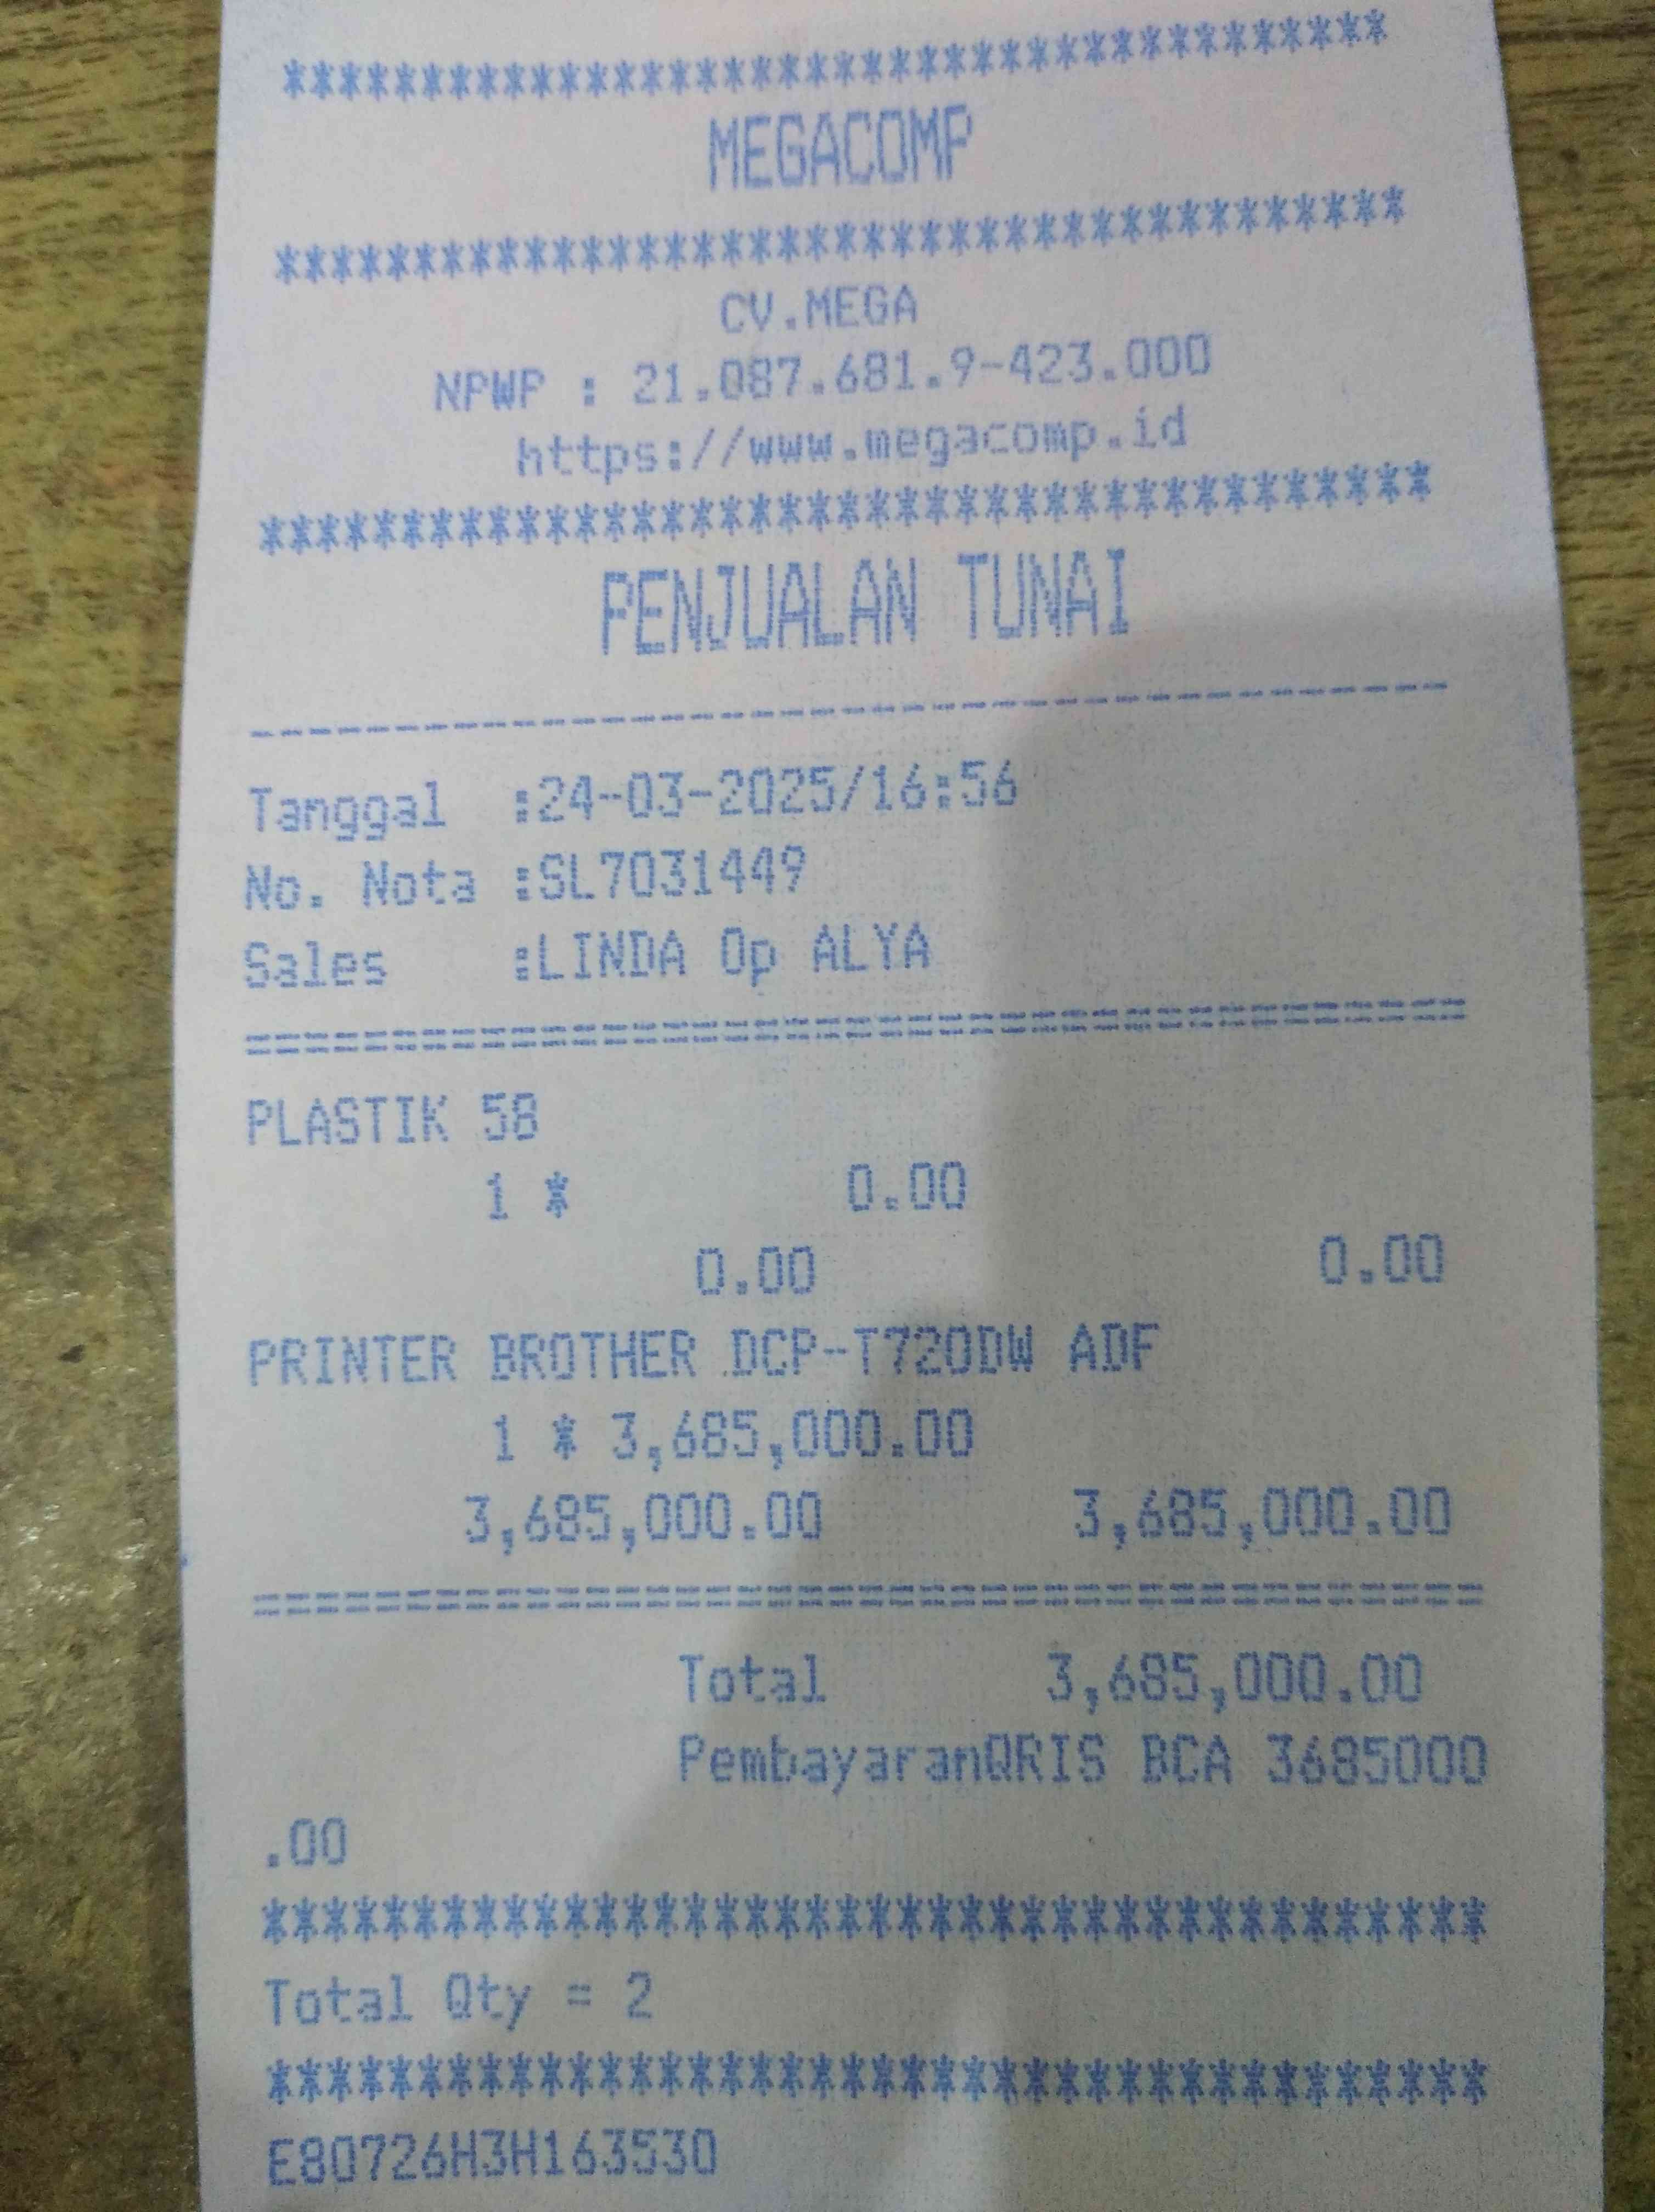 ****************************************
MEGACOMP
****************************************
CV.MEGA
NPWP : 21.087.681.9-423.000
https://www.megacomp.id
****************************************
PENJUALAN TUNAI
----------------------------------------
Tanggal :24-03-2025/16:56
No. Nota :SL7031449
Sales :LINDA Op ALYA
========================================
PLASTIK 58
1 * 0.00
0.00 0.00
PRINTER BROTHER DCP-T720DW ADF
1 * 3,685,000.00
3,685,000.00 3,685,000.00
========================================
Total 3,685,000.00
PembayaranQRIS BCA 3685000
.00
****************************************
Total Qty = 2
****************************************
E80726H3H163530